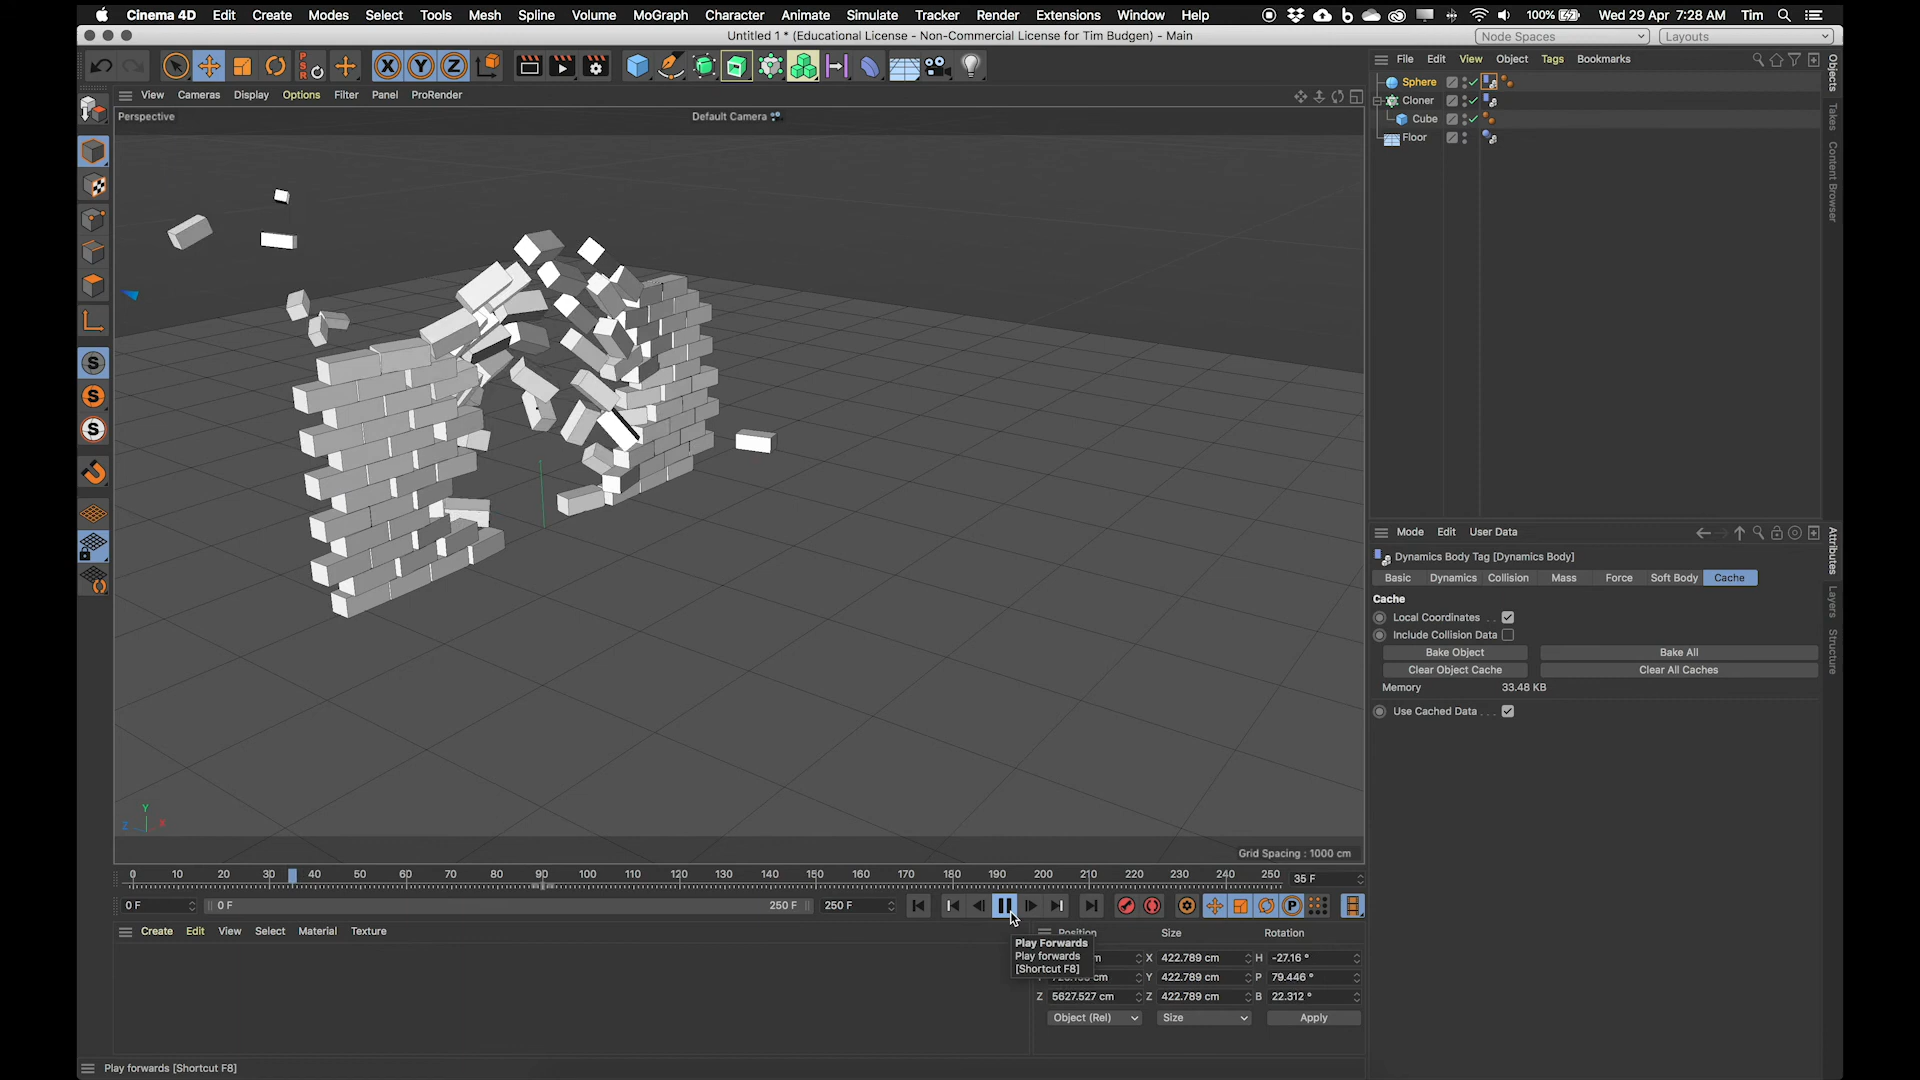 Cinema 4D Edit Create Modes Select Tools Mesh Spline Volume MoGraph Character Animate Simulate Tracker Render Extensions Window Help 100% Wed 29 Apr 7:28 AM Tim
Untitled 1 * (Educational License - Non-Commercial License for Tim Budgen) - Main
Node Spaces Layouts
File Edit View Object Tags Bookmarks
View Cameras Display Options Filter Panel ProRender
Perspective
Default Camera
Sphere
Cloner
Cube
Floor
Objects
Takes
Content Browser
Mode Edit User Data
Dynamics Body Tag [Dynamics Body]
Basic Dynamics Collision Mass Force Soft Body Cache
Cache
Local Coordinates . .
Include Collision Data
Bake Object Bake All
Clear Object Cache Clear All Caches
Memory 33.48 KB
Use Cached Data . . .
Attributes
Layers
Structure
Y
Z X
Grid Spacing : 1000 cm
0 10 20 30 40 50 60 70 80 90 100 110 120 130 140 150 160 170 180 190 200 210 220 230 240 250 35 F
0 F 0 F 250 F 250 F
Create Edit View Select Material Texture
Position Size Rotation
Play Forwards
Play forwards
[Shortcut F8]
X 422.789 cm H -27.16 °
cm Y 422.789 cm P 79.446 °
Z 5627.527 cm Z 422.789 cm B 22.312 °
Object (Rel) Size Apply
Play forwards [Shortcut F8]